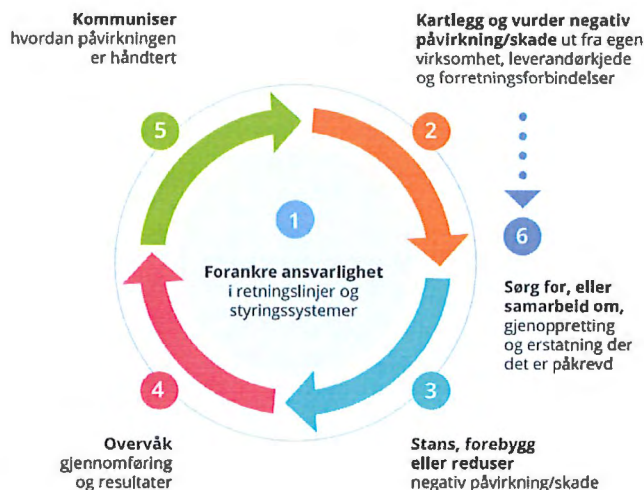 Kommuniser
hvordan påvirkningen
er håndtert
Kartlegg og vurder negativ
påvirkning/skade ut fra egen
virksomhet, leverandørkjede
og forretningsforbindelser
5
2
1
6
Forankre ansvarlighet
i retningslinjer og
styringssystemer
Sørg for, eller
samarbeid om,
gjenoppretting
og erstatning der
det er påkrevd
4
3
Overvåk
gjennomføring
og resultater
Stans, forebygg
eller reduser
negativ påvirkning/skade